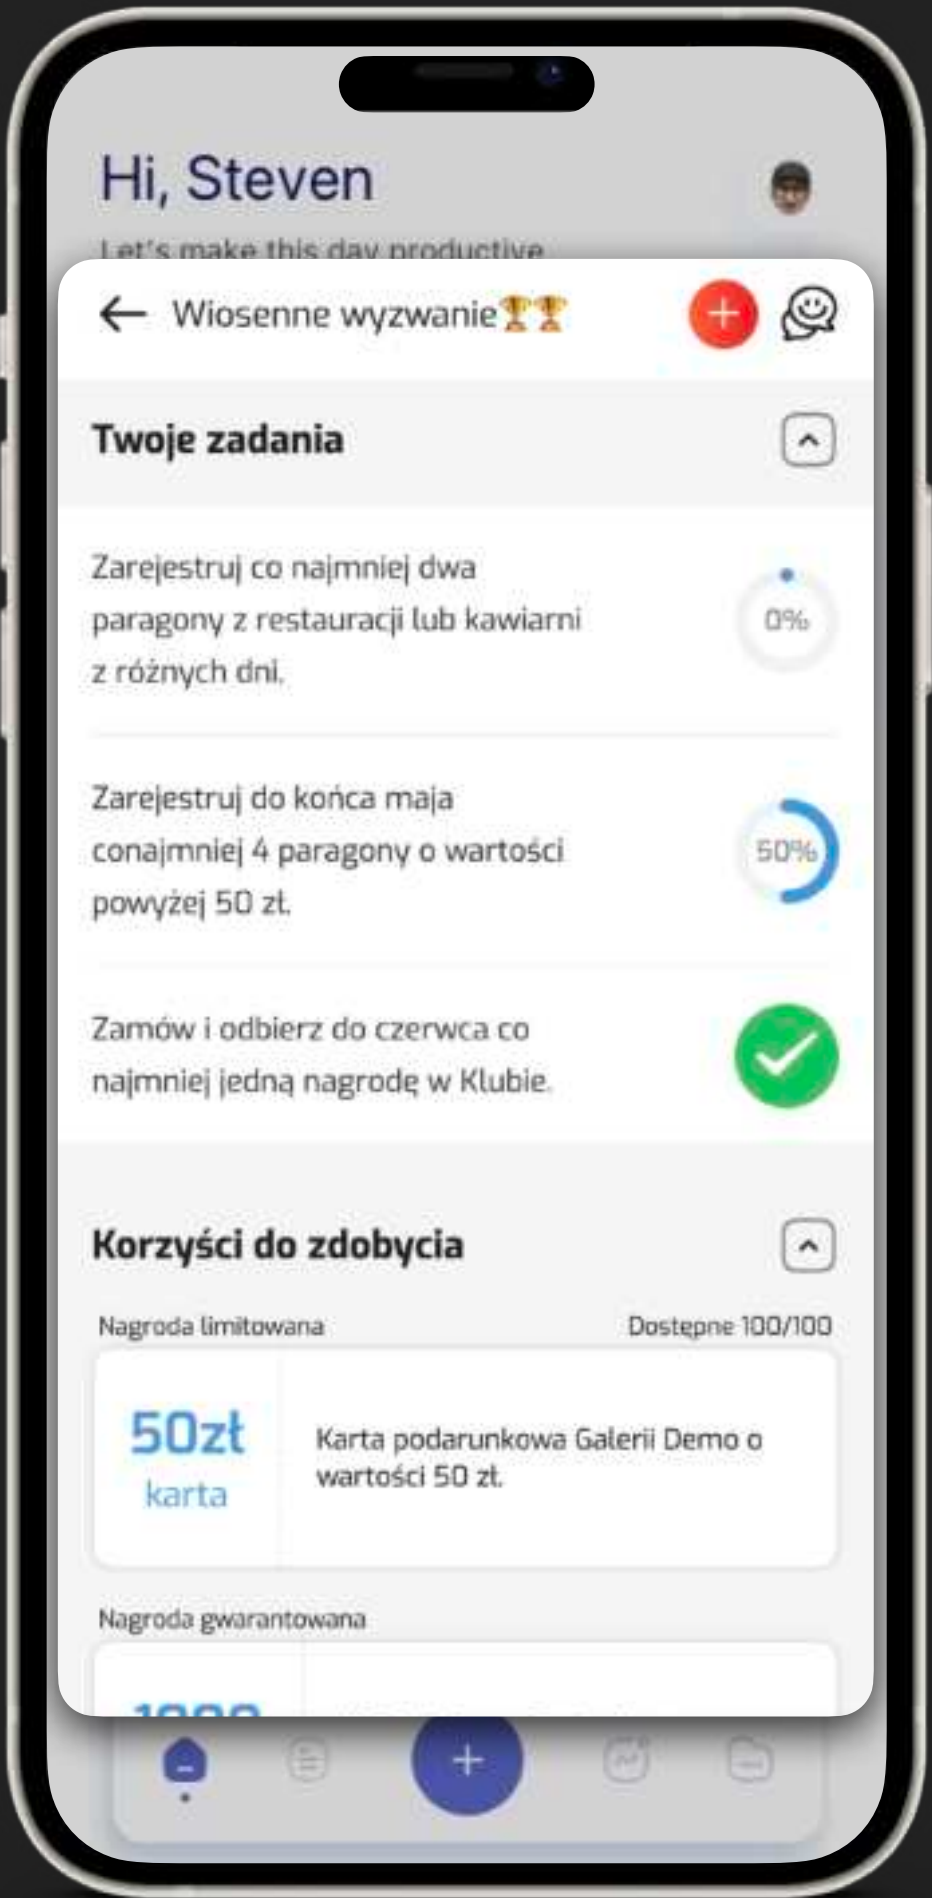 Hi, Steven
Let's make this day productive
Wiosenne wyzwanie🏆🏆
Twoje zadania
Zarejestruj co najmniej dwa
paragony z restauracji lub kawiarni
z różnych dni.
0%
Zarejestruj do końca maja
conajmniej 4 paragony o wartości
powyżej 50 zł.
50%
Zamów i odbierz do czerwca co
najmniej jedną nagrodę w Klubie.
Korzyści do zdobycia
Nagroda limitowana
Dostępne 100/100
50zł
karta
Karta podarunkowa Galerii Demo o
wartości 50 zł.
Nagroda gwarantowana